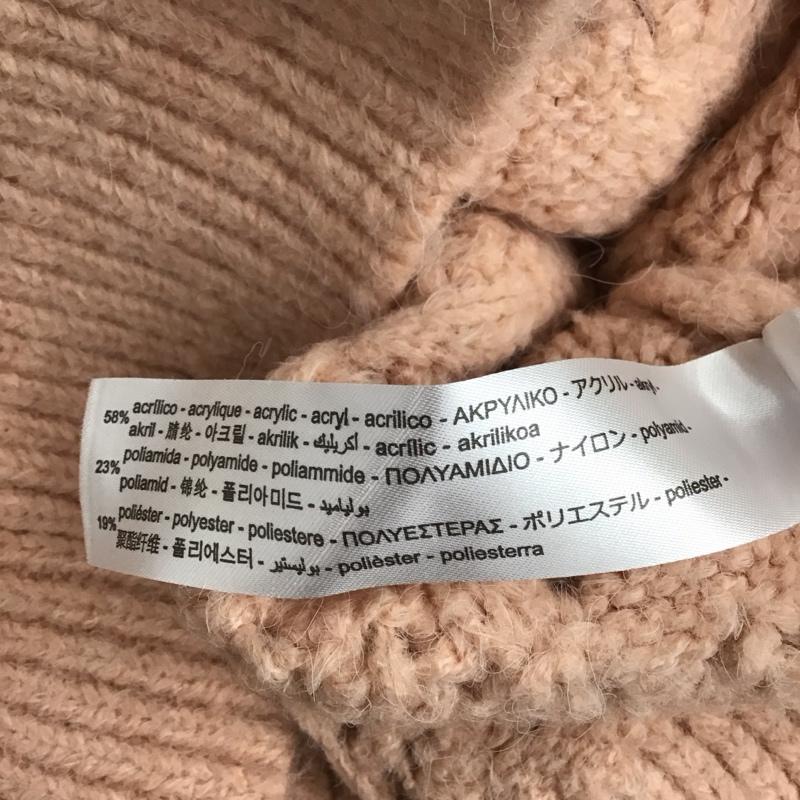 58% acrílico - acrylique - acrylic - acryl - acrilico - ΑΚΡΥΛΙΚΟ - アクリル - akryl -
akril - 腈纶 - 아크릴 - akrilik - أكريليك - acrílic - akrilikoa
23% poliamida - polyamide - poliammide - ΠΟΛΥΑΜΙΔΙΟ - ナイロン - polyamid -
poliamid - 锦纶 - 폴리아미드 - بولياميد
19% poliéster - polyester - poliestere - ΠΟΛΥΕΣΤΕΡΑΣ - ポリエステル - poliester -
聚酯纤维 - 폴리에스터 - بوليستير - polièster - poliesterra